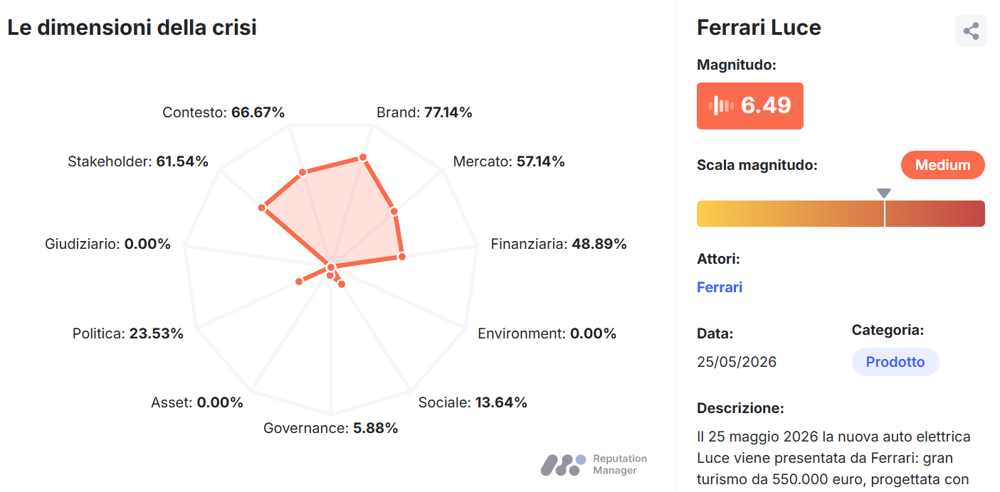 Le dimensioni della crisi
Contesto: 66.67%
Brand: 77.14%
Stakeholder: 61.54%
Mercato: 57.14%
Giudiziario: 0.00%
Finanziaria: 48.89%
Politica: 23.53%
Environment: 0.00%
Asset: 0.00%
Sociale: 13.64%
Governance: 5.88%
Reputation
Manager
Ferrari Luce
Magnitudo:
6.49
Scala magnitudo:
Medium
Attori:
Ferrari
Data:
Categoria:
25/05/2026
Prodotto
Descrizione:
Il 25 maggio 2026 la nuova auto elettrica
Luce viene presentata da Ferrari: gran
turismo da 550.000 euro, progettata con